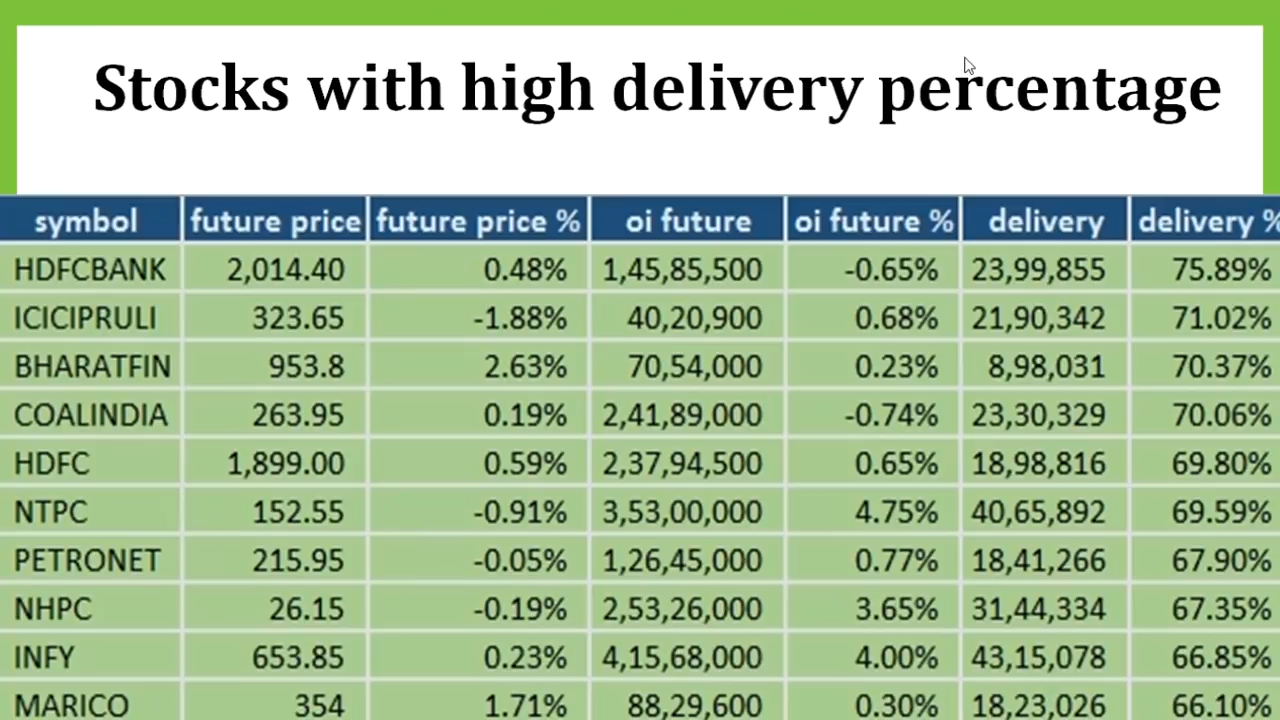 Stocks with high delivery percentage
symbol future price future price % oi future oi future % delivery delivery %
HDFCBANK 2,014.40 0.48% 1,45,85,500 -0.65% 23,99,855 75.89%
ICICIPRULI 323.65 -1.88% 40,20,900 0.68% 21,90,342 71.02%
BHARATFIN 953.8 2.63% 70,54,000 0.23% 8,98,031 70.37%
COALINDIA 263.95 0.19% 2,41,89,000 -0.74% 23,30,329 70.06%
HDFC 1,899.00 0.59% 2,37,94,500 0.65% 18,98,816 69.80%
NTPC 152.55 -0.91% 3,53,00,000 4.75% 40,65,892 69.59%
PETRONET 215.95 -0.05% 1,26,45,000 0.77% 18,41,266 67.90%
NHPC 26.15 -0.19% 2,53,26,000 3.65% 31,44,334 67.35%
INFY 653.85 0.23% 4,15,68,000 4.00% 43,15,078 66.85%
MARICO 354 1.71% 88,29,600 0.30% 18,23,026 66.10%